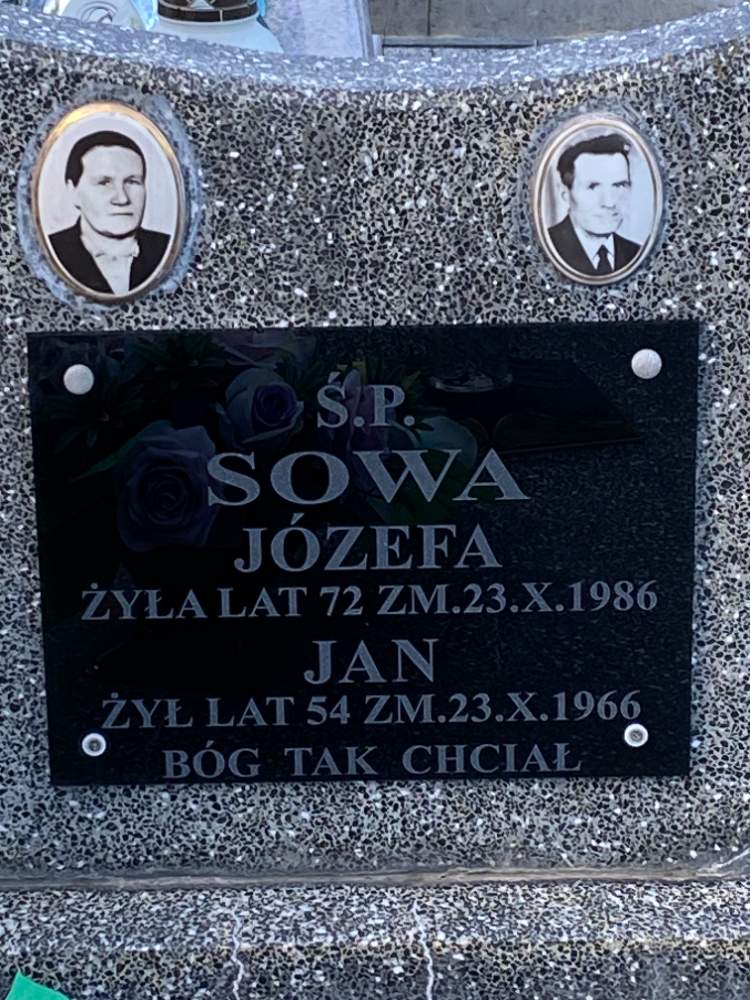 Ś.P.
SOWA
JÓZEFA
ŻYŁA LAT 72 ZM.23.X.1986
JAN
ŻYŁ LAT 54 ZM.23.X.1966
BÓG TAK CHCIAŁ